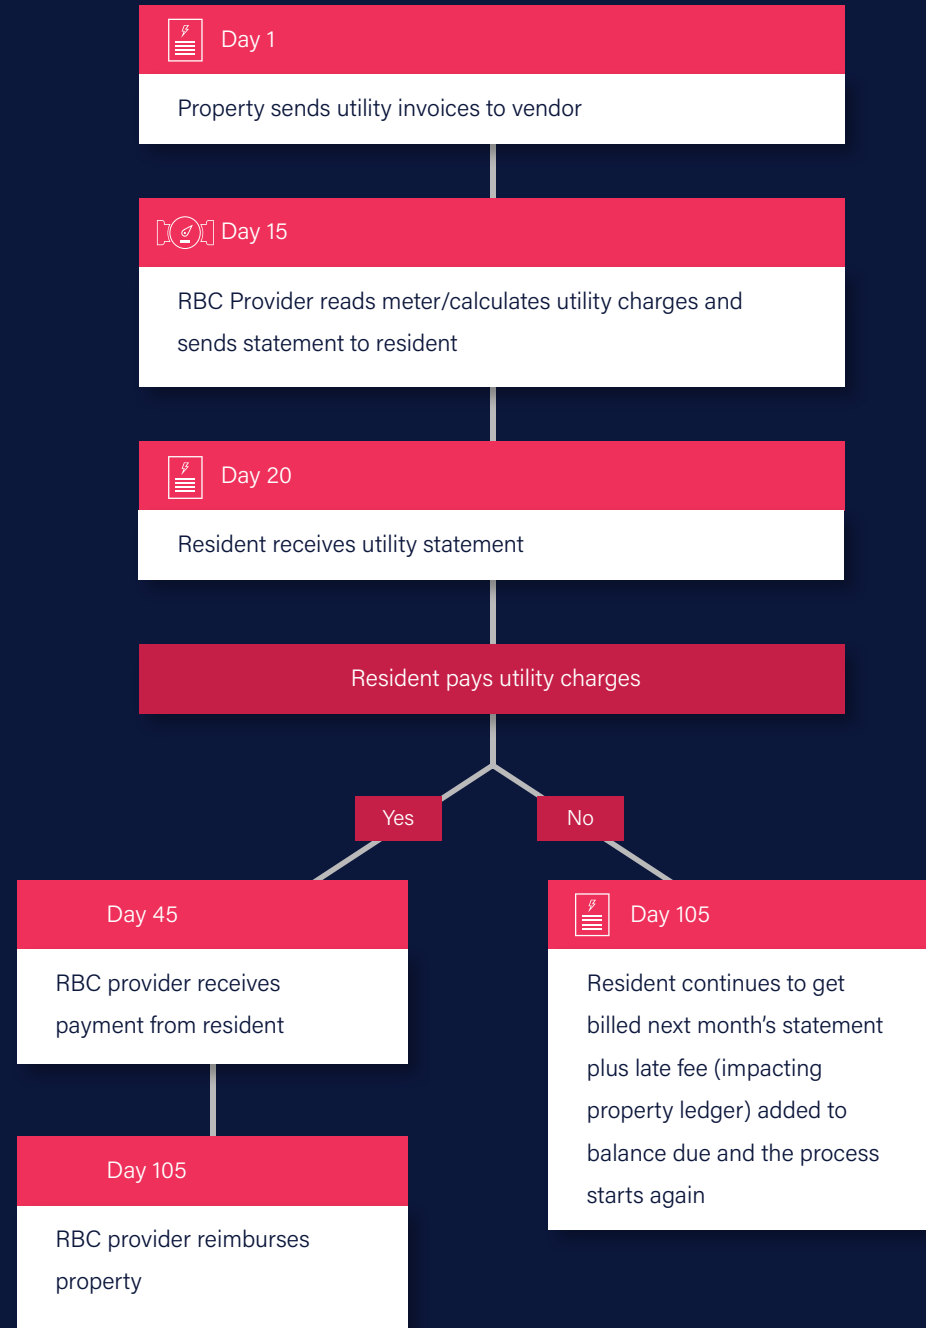 Day 1
Property sends utility invoices to vendor
Day 15
RBC Provider reads meter/calculates utility charges and
sends statement to resident
Day 20
Resident receives utility statement
Resident pays utility charges
Yes
No
Day 45
RBC provider receives
payment from resident
Day 105
RBC provider reimburses
property
Day 105
Resident continues to get
billed next month's statement
plus late fee (impacting
property ledger) added to
balance due and the process
starts again